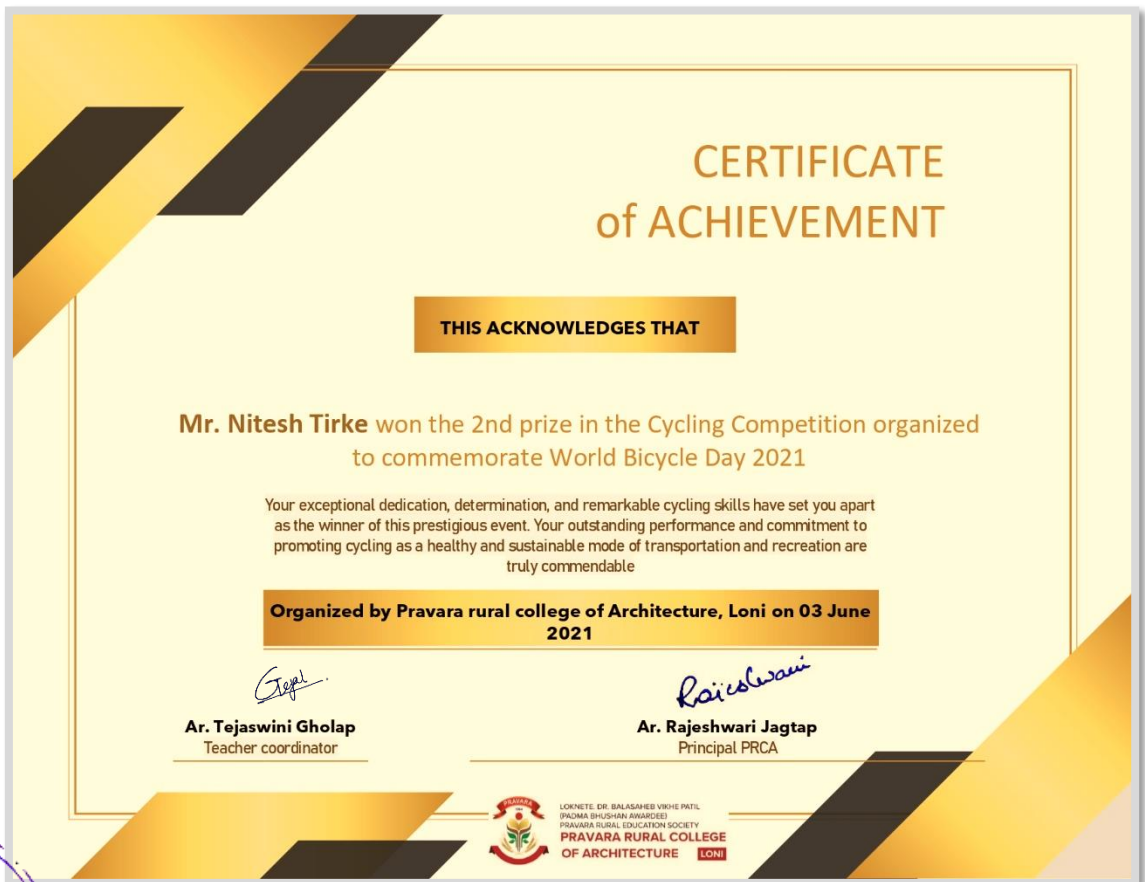 CERTIFICATE
of ACHIEVEMENT
THIS ACKNOWLEDGES THAT
Mr. Nitesh Tirke won the 2nd prize in the Cycling Competition organized
to commemorate World Bicycle Day 2021
Your exceptional dedication, determination, and remarkable cycling skills have set you apart
as the winner of this prestigious event. Your outstanding performance and commitment to
promoting cycling as a healthy and sustainable mode of transportation and recreation are
truly commendable
Organized by Pravara rural college of Architecture, Loni on 03 June
2021
Ar. Tejaswini Gholap
Teacher coordinator
Ar. Rajeshwari Jagtap
Principal PRCA
PRAVARA
LOKNETE. DR. BALASAHEB VIKHE PATIL
(PADMA BHUSHAN AWARDEE)
PRAVARA RURAL EDUCATION SOCIETY
PRAVARA RURAL COLLEGE
OF ARCHITECTURE LONI